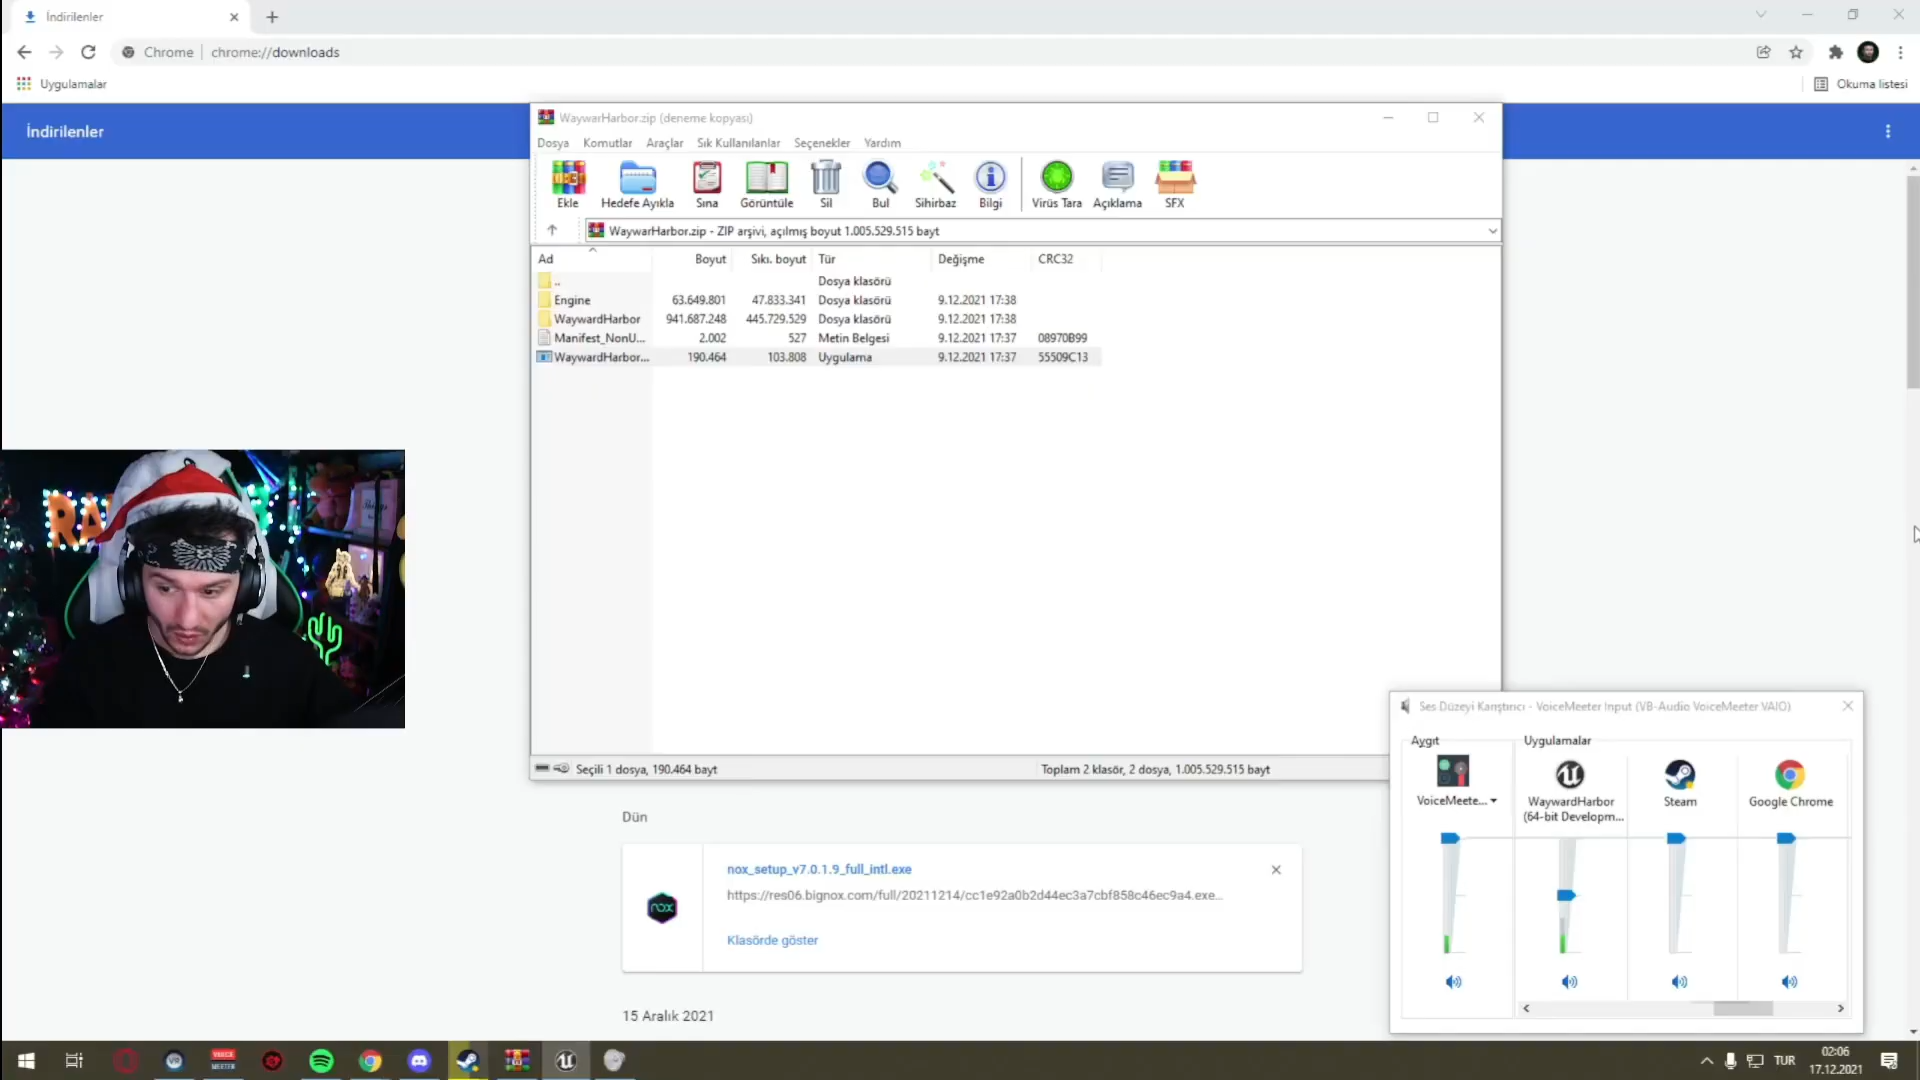 İndirilenler
Chrome
chrome://downloads
Uygulamalar
Okuma listesi
İndirilenler
WaywarHarbor.zip (deneme kopyası)
Dosya Komutlar Araçlar Sık Kullanılanlar Seçenekler Yardım
Ekle Hedefe Ayıkla Sına Görüntüle Sil Bul Sihirbaz Bilgi Virüs Tara Açıklama SFX
WaywarHarbor.zip - ZIP arşivi, açılmış boyut 1.005.529.515 bayt
Ad Boyut Sıkı. boyut Tür Değişme CRC32
.. Dosya klasörü
Engine 63.649.801 47.833.341 Dosya klasörü 9.12.2021 17:38
WaywardHarbor 941.687.248 445.729.529 Dosya klasörü 9.12.2021 17:38
Manifest_NonU... 2.002 527 Metin Belgesi 9.12.2021 17:37 08970B99
WaywardHarbor... 190.464 103.808 Uygulama 9.12.2021 17:37 55509C13
RA
Seçili 1 dosya, 190.464 bayt
Toplam 2 klasör, 2 dosya, 1.005.529.515 bayt
Ses Düzeyi Karıştırıcı - VoiceMeeter Input (VB-Audio VoiceMeeter VAIO)
Aygıt
Uygulamalar
VoiceMeete...
WaywardHarbor
(64-bit Developm...
Steam
Google Chrome
Dün
nox_setup_v7.0.1.9_full_intl.exe
https://res06.bignox.com/full/20211214/cc1e92a0b2d44ec3a7cbf858c46ec9a4.exe...
nox
Klasörde göster
15 Aralık 2021
VOICE
MEETER
TUR
02:06
17.12.2021